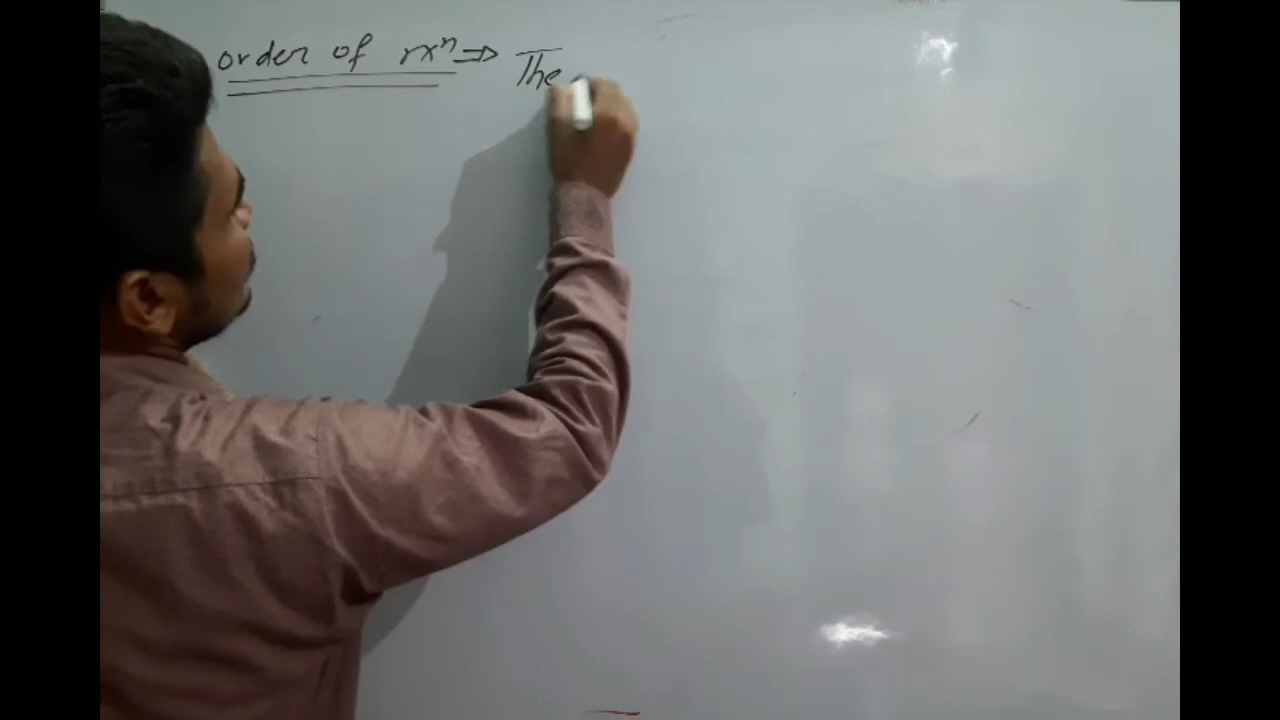 order of rxⁿ ⇒ The